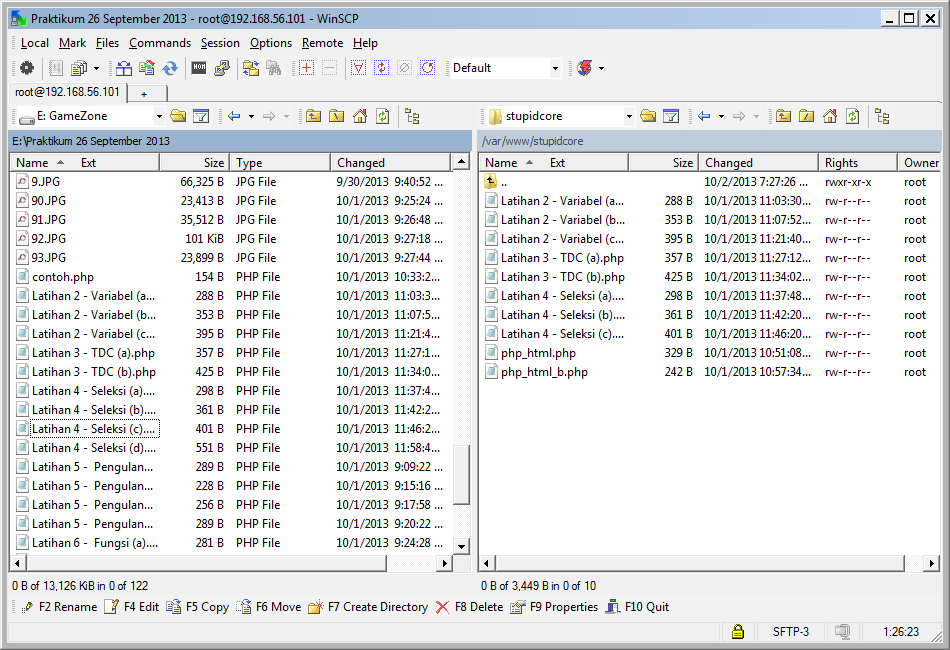 Praktikum 26 September 2013 - root@192.168.56.101 - WinSCP
Local Mark Files Commands Session Options Remote Help
Default
root@192.168.56.101 +
E: GameZone
stupidcore
E:\Praktikum 26 September 2013
/var/www/stupidcore
Name Ext Size Type Changed
9.JPG 66,325 B JPG File 9/30/2013 9:40:52 ...
90.JPG 23,413 B JPG File 10/1/2013 9:25:24 ...
91.JPG 35,512 B JPG File 10/1/2013 9:26:48 ...
92.JPG 101 KiB JPG File 10/1/2013 9:27:18 ...
93.JPG 23,899 B JPG File 10/1/2013 9:27:44 ...
contoh.php 154 B PHP File 10/1/2013 10:33:2...
Latihan 2 - Variabel (a... 288 B PHP File 10/1/2013 11:03:3...
Latihan 2 - Variabel (b... 353 B PHP File 10/1/2013 11:07:5...
Latihan 2 - Variabel (c... 395 B PHP File 10/1/2013 11:21:4...
Latihan 3 - TDC (a).php 357 B PHP File 10/1/2013 11:27:1...
Latihan 3 - TDC (b).php 425 B PHP File 10/1/2013 11:34:0...
Latihan 4 - Seleksi (a).... 298 B PHP File 10/1/2013 11:37:4...
Latihan 4 - Seleksi (b).... 361 B PHP File 10/1/2013 11:42:2...
Latihan 4 - Seleksi (c).... 401 B PHP File 10/1/2013 11:46:2...
Latihan 4 - Seleksi (d).... 551 B PHP File 10/1/2013 11:58:4...
Latihan 5 -  Pengulan... 289 B PHP File 10/1/2013 9:09:22 ...
Latihan 5 -  Pengulan... 228 B PHP File 10/1/2013 9:15:16 ...
Latihan 5 -  Pengulan... 256 B PHP File 10/1/2013 9:17:58 ...
Latihan 5 -  Pengulan... 289 B PHP File 10/1/2013 9:20:22 ...
Latihan 6 -  Fungsi (a).... 281 B PHP File 10/1/2013 9:24:28 ...
Name Ext Size Changed Rights Owner
.. 10/2/2013 7:27:26 ... rwxr-xr-x root
Latihan 2 - Variabel (a... 288 B 10/1/2013 11:03:30... rw-r--r-- root
Latihan 2 - Variabel (b... 353 B 10/1/2013 11:07:52... rw-r--r-- root
Latihan 2 - Variabel (c... 395 B 10/1/2013 11:21:40... rw-r--r-- root
Latihan 3 - TDC (a).php 357 B 10/1/2013 11:27:12... rw-r--r-- root
Latihan 3 - TDC (b).php 425 B 10/1/2013 11:34:02... rw-r--r-- root
Latihan 4 - Seleksi (a).... 298 B 10/1/2013 11:37:48... rw-r--r-- root
Latihan 4 - Seleksi (b).... 361 B 10/1/2013 11:42:20... rw-r--r-- root
Latihan 4 - Seleksi (c).... 401 B 10/1/2013 11:46:20... rw-r--r-- root
php_html.php 329 B 10/1/2013 10:51:08... rw-r--r-- root
php_html_b.php 242 B 10/1/2013 10:57:34... rw-r--r-- root
0 B of 13,126 KiB in 0 of 122
0 B of 3,449 B in 0 of 10
F2 Rename F4 Edit F5 Copy F6 Move F7 Create Directory F8 Delete F9 Properties F10 Quit
SFTP-3 1:26:23